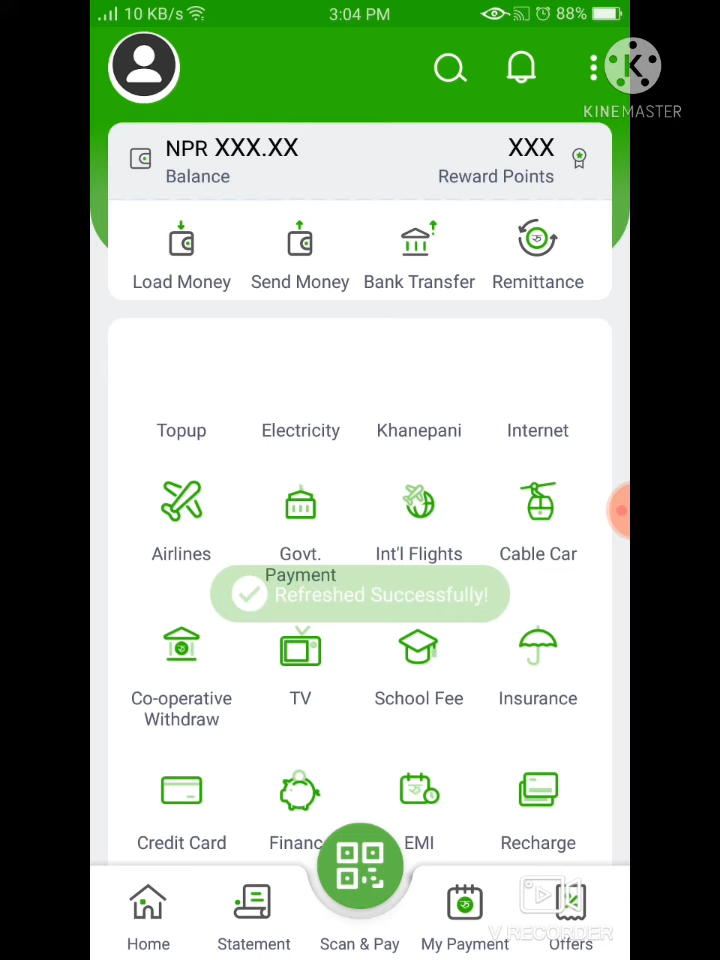 10 KB/s 3:04 PM 88%
K
KINEMASTER
NPR XXX.XX XXX
Balance Reward Points
Load Money Send Money Bank Transfer Remittance
Topup Electricity Khanepani Internet
Airlines Govt. Payment Int'l Flights Cable Car
Refreshed Successfully!
Co-operative Withdraw TV School Fee Insurance
Credit Card Financ EMI Recharge
Home Statement Scan & Pay My Payment Offers
V RECORDER